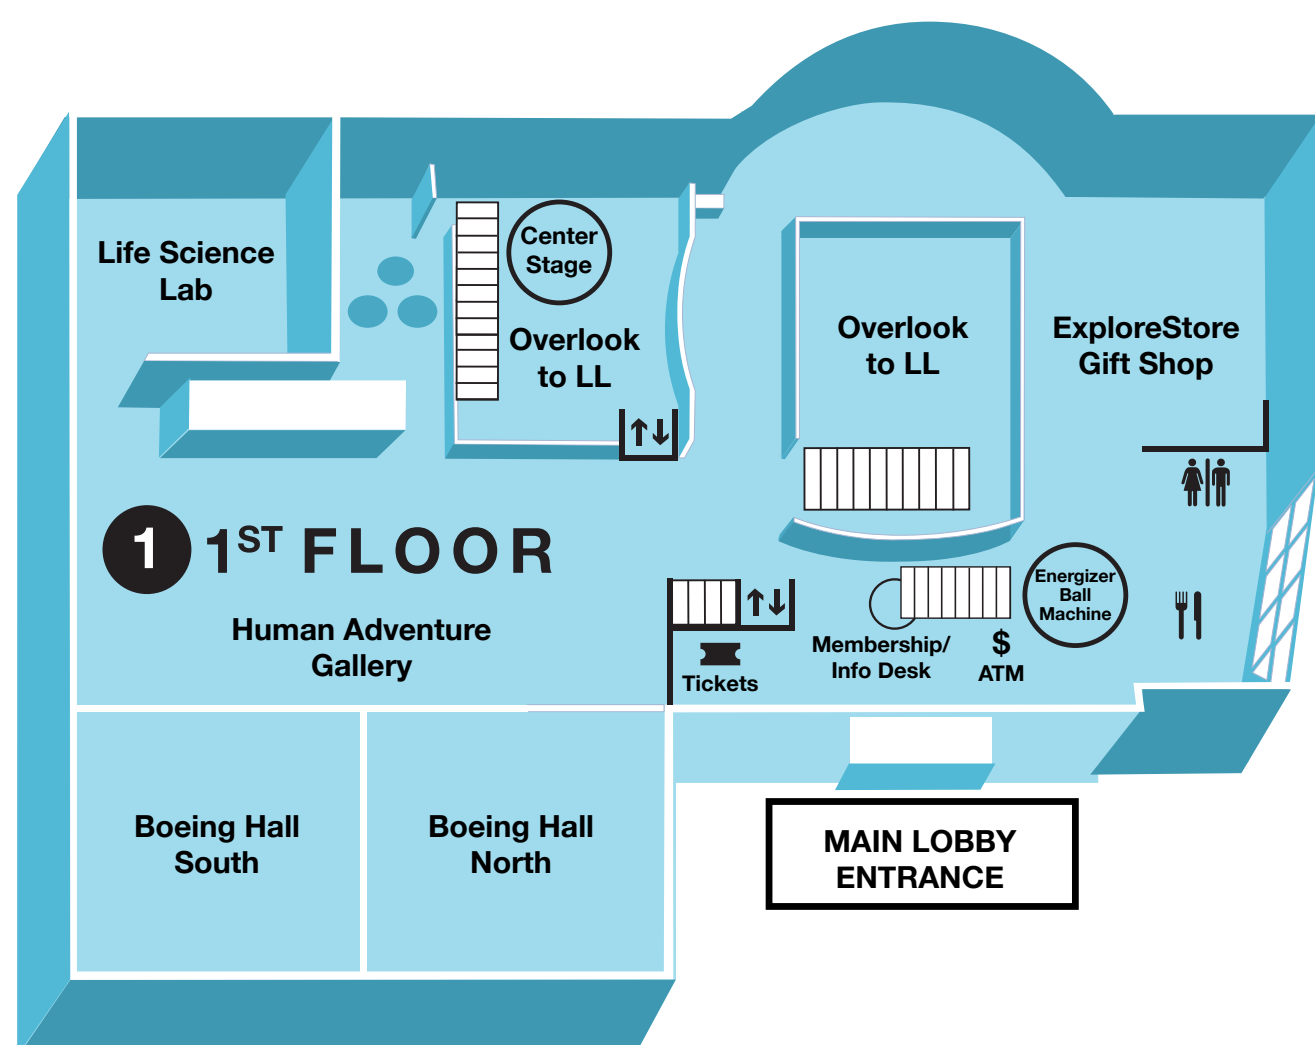 Life Science
Lab
Center
Stage
Overlook
to LL
Overlook
to LL
ExploreStore
Gift Shop
1 1ST FLOOR
Human Adventure
Gallery
Energizer
Ball
Machine
Membership/
Info Desk
$
ATM
Tickets
Boeing Hall
South
Boeing Hall
North
MAIN LOBBY
ENTRANCE